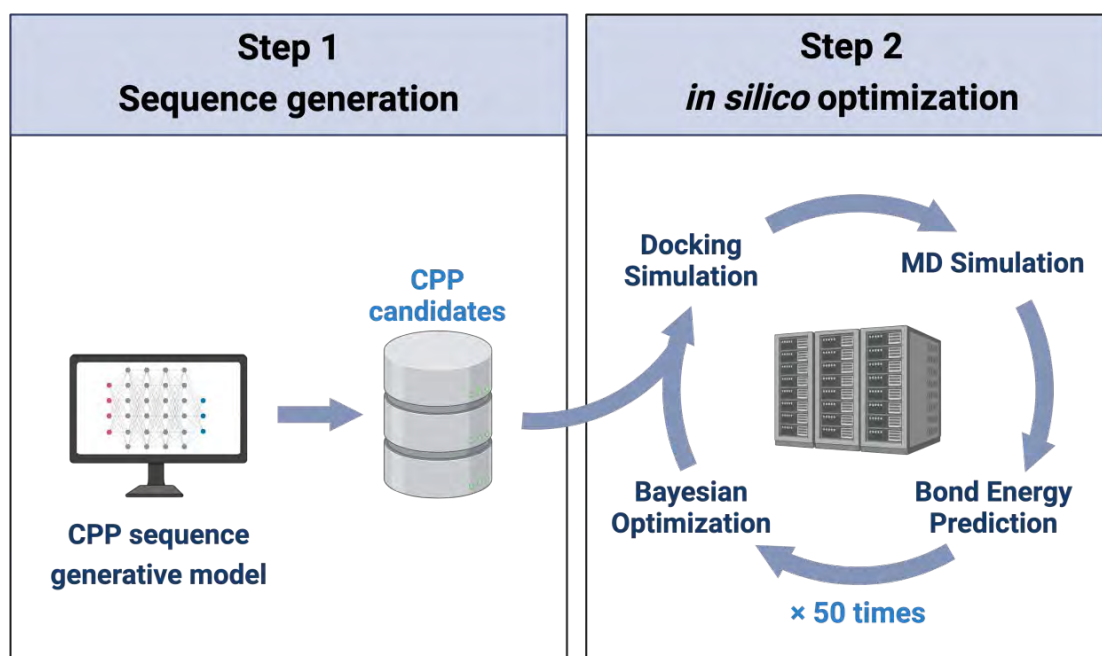 Step 1
Sequence generation
CPP
candidates
CPP sequence
generative model
Step 2
in silico optimization
Docking
Simulation
MD Simulation
Bayesian
Optimization
Bond Energy
Prediction
× 50 times